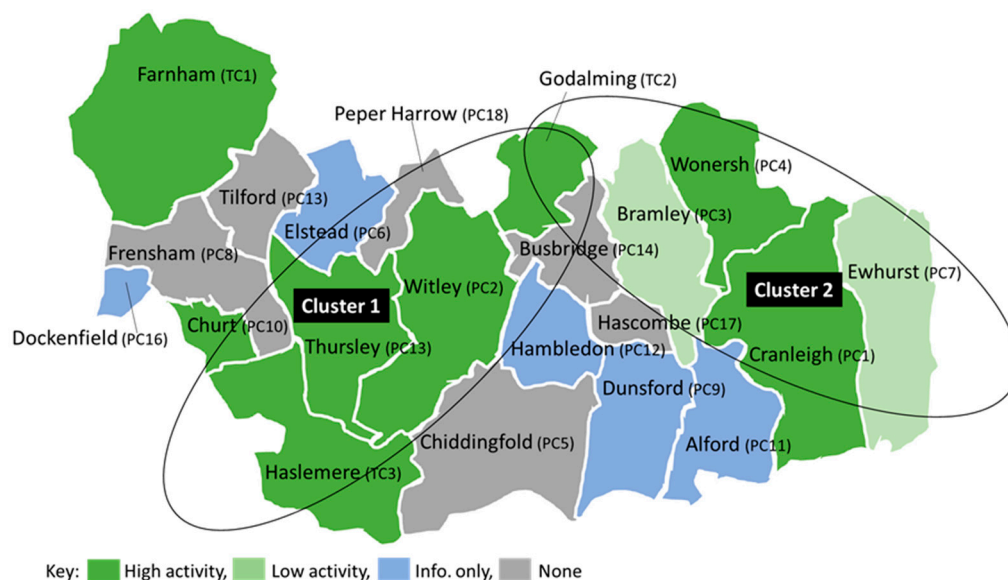 Farnham (TC1)
Godalming (TC2)
Peper Harrow (PC18)
Wonersh (PC4)
Tilford (PC13)
Bramley (PC3)
Elstead (PC6)
Frensham (PC8)
Busbridge (PC14)
Ewhurst (PC7)
Witley (PC2)
Cluster 1
Cluster 2
Dockenfield (PC16)
Churt (PC10)
Hascombe (PC17)
Thursley (PC13)
Hambledon (PC12)
Cranleigh (PC1)
Dunsford (PC9)
Chiddingfold (PC5)
Alford (PC11)
Haslemere (TC3)
Key: High activity, Low activity, Info. only, None